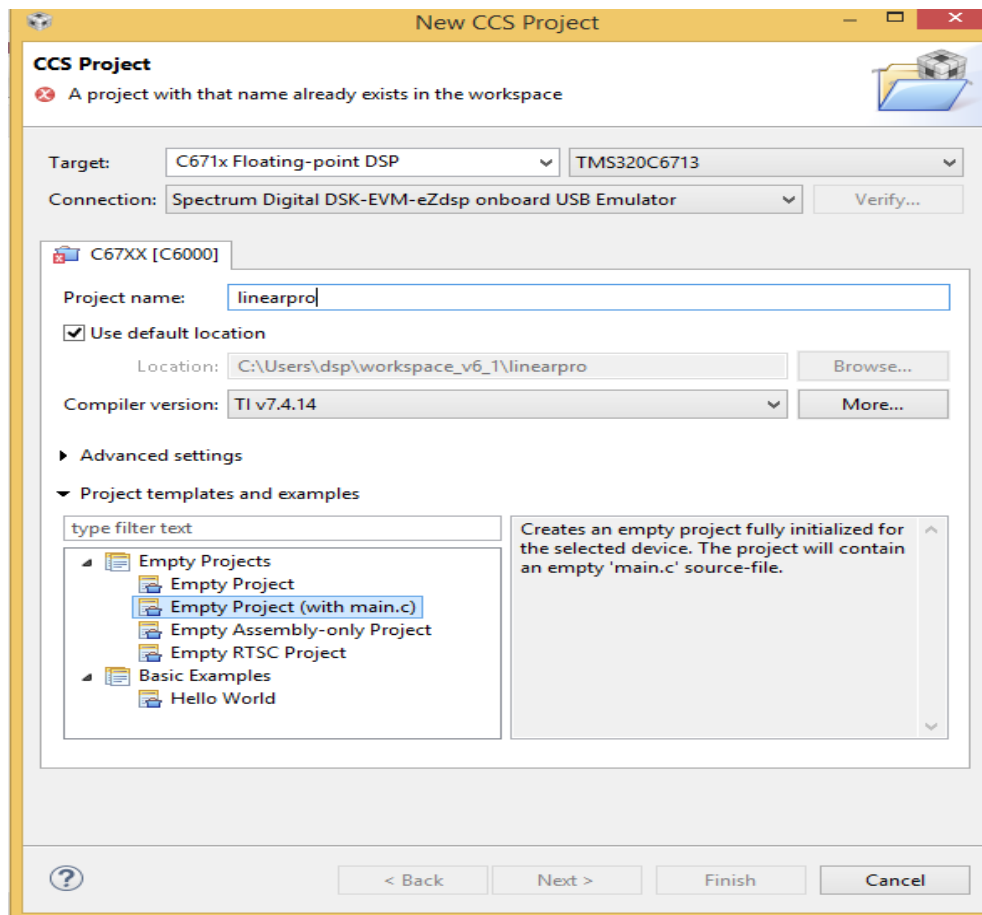 New CCS Project
CCS Project
A project with that name already exists in the workspace
Target: C671x Floating-point DSP TMS320C6713
Connection: Spectrum Digital DSK-EVM-eZdsp onboard USB Emulator Verify...
C67XX [C6000]
Project name: linearpro
Use default location
Location: C:\Users\dsp\workspace_v6_1\linearpro Browse...
Compiler version: TI v7.4.14 More...
Advanced settings
Project templates and examples
type filter text
Empty Projects
Empty Project
Empty Project (with main.c)
Empty Assembly-only Project
Empty RTSC Project
Basic Examples
Hello World
Creates an empty project fully initialized for
the selected device. The project will contain
an empty 'main.c' source-file.
? < Back Next > Finish Cancel